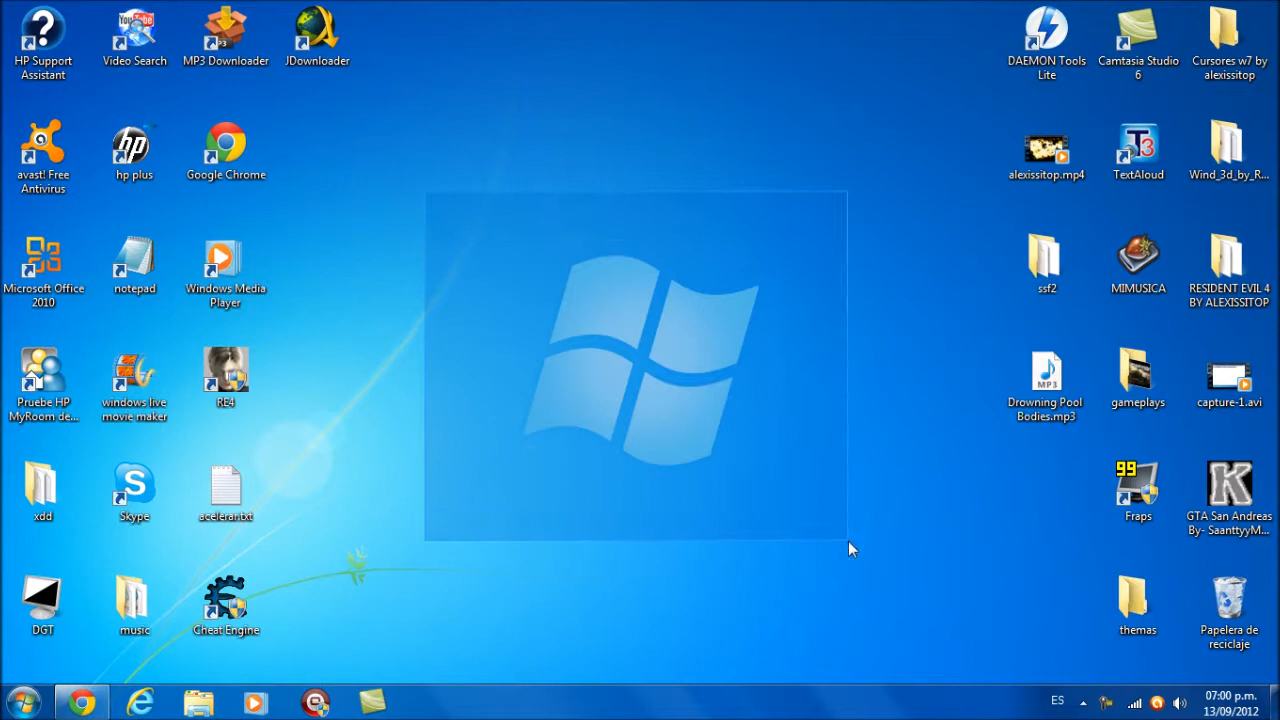 HP Support
Assistant
Video Search
MP3 Downloader
JDownloader
DAEMON Tools
Lite
Camtasia Studio
6
Cursores w7 by
alexissitop
avast! Free
Antivirus
hp plus
Google Chrome
alexissitop.mp4
TextAloud
Wind_3d_by_R...
Microsoft Office
2010
notepad
Windows Media
Player
ssf2
MIMUSICA
RESIDENT EVIL 4
BY ALEXISSITOP
Pruebe HP
MyRoom de...
windows live
movie maker
RE4
MP3
Drowning Pool
Bodies.mp3
gameplays
capture-1.avi
xdd
Skype
acelerar.txt
99
Fraps
GTA San Andreas
By- SaanttyyM...
DGT
music
Cheat Engine
themas
Papelera de
reciclaje
ES
07:00 p.m.
13/09/2012